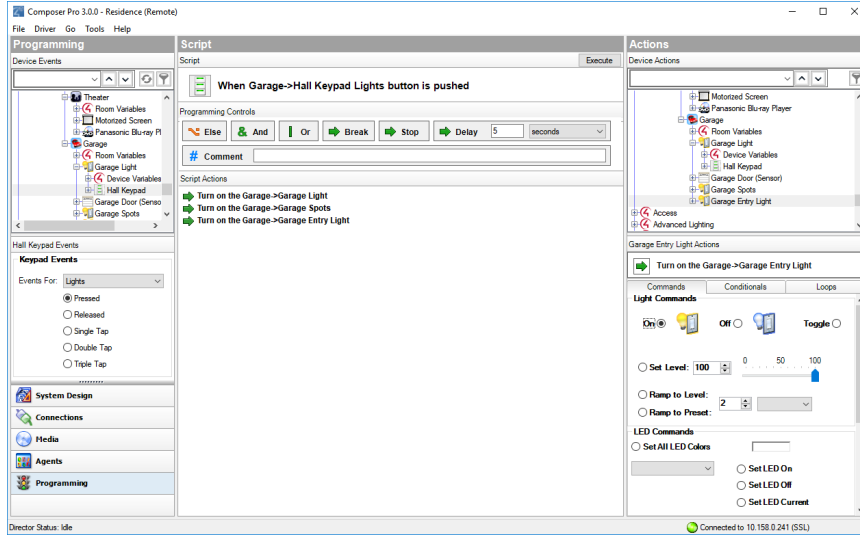 Composer Pro 3.0.0 - Residence (Remote)
File Driver Go Tools Help
Programming
Device Events
Theater
Room Variables
Motorized Screen
Panasonic Blu-ray Pl
Garage
Room Variables
Garage Light
Device Variables
Hall Keypad
Garage Door (Senso
Garage Spots
Hall Keypad Events
Keypad Events
Events For: Lights
Pressed
Released
Single Tap
Double Tap
Triple Tap
System Design
Connections
Media
Agents
Programming
Director Status: Idle
Script
Script Execute
When Garage->Hall Keypad Lights button is pushed
Programming Controls
Else & And Or Break Stop Delay 5 seconds
# Comment
Script Actions
Turn on the Garage->Garage Light
Turn on the Garage->Garage Spots
Turn on the Garage->Garage Entry Light
Actions
Device Actions
Motorized Screen
Panasonic Blu-ray Player
Garage
Room Variables
Garage Light
Device Variables
Hall Keypad
Garage Door (Sensor)
Garage Spots
Garage Entry Light
Access
Advanced Lighting
Garage Entry Light Actions
Turn on the Garage->Garage Entry Light
Commands Conditionals Loops
Light Commands
On Off Toggle
0 50 100
Set Level: 100
Ramp to Level:
2
Ramp to Preset:
LED Commands
Set All LED Colors
Set LED On
Set LED Off
Set LED Current
Connected to 10.158.0.241 (SSL)